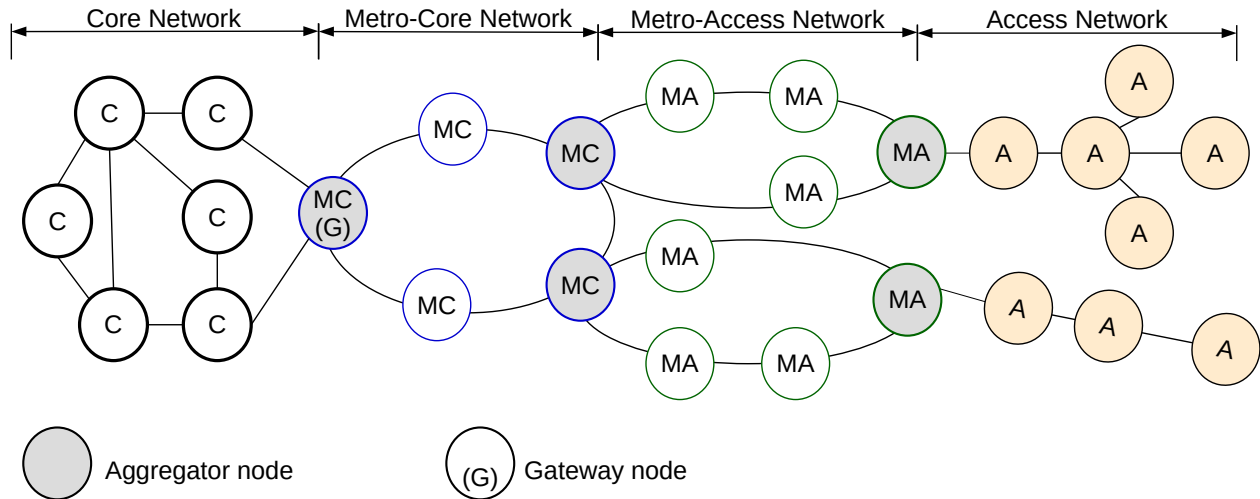 Core Network
Metro-Core Network
Metro-Access Network
Access Network
C
C
C
C
C
C
MC
(G)
MC
MC
MC
MC
MA
MA
MA
MA
MA
MA
MA
MA
A
A
A
A
A
A
A
A
Aggregator node
(G)
Gateway node